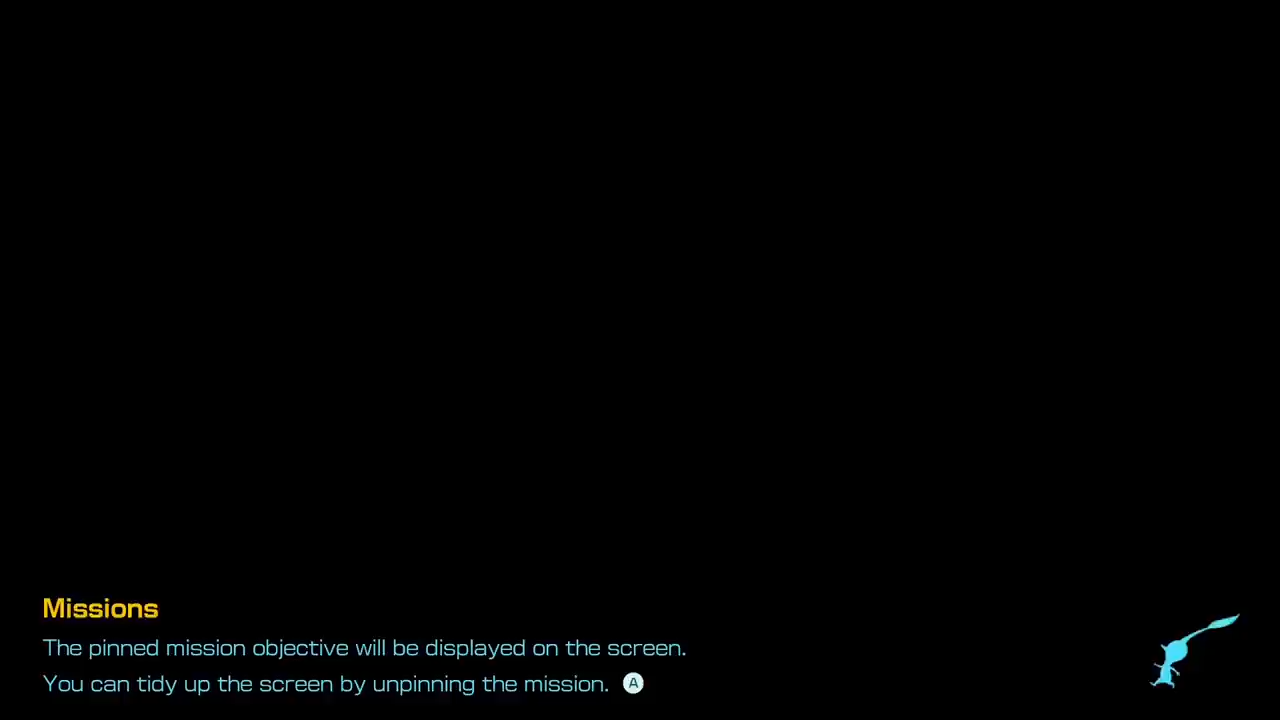 Missions
The pinned mission objective will be displayed on the screen.
You can tidy up the screen by unpinning the mission. A